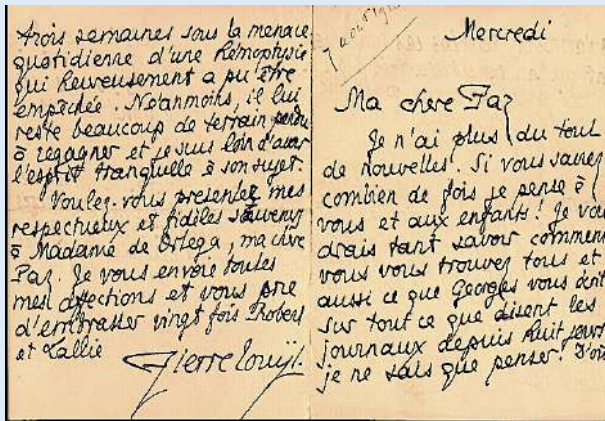 Mercredi
Ma chere Paz
Je n'ai plus du tout
de nouvelles. Si vous saviez
combien de fois je pense à
vous et aux enfants! Je vou
drais tant savoir comment
vous vous trouvez tous et
aussi ce que Georges vous écrit
sur tout ce que disent les
journaux depuis huit jours
je ne sais que penser.
trois semaines sous la menace
quotidienne d'une hémoptysie
qui heureusement a pu être
empêchée. Néanmoins, il lui
reste beaucoup de terrain perdu
à regagner et je suis loin d'avoir
l'esprit tranquille à son sujet.
Voulez-vous présenter mes
respectueux et fidèles souvenirs
à Madame de Ortega, ma chère
Paz. Je vous envoie toutes
mes affections et vous prie
d'embrasser vingt fois Robert
et Lallie
Pierre Louÿs.